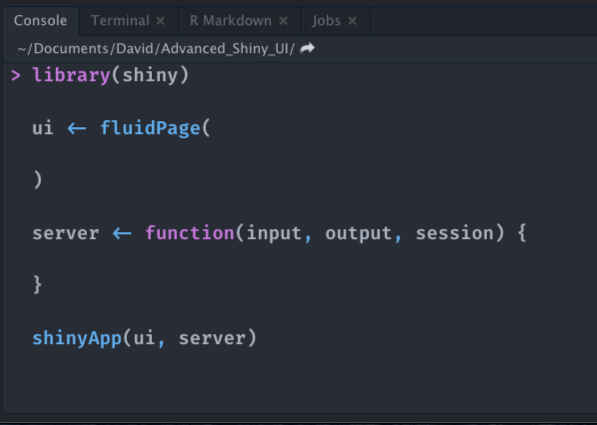 Console Terminal × R Markdown × Jobs ×
~/Documents/David/Advanced_Shiny_UI/
> library(shiny)
ui <- fluidPage(
)
server <- function(input, output, session) {
}
shinyApp(ui, server)